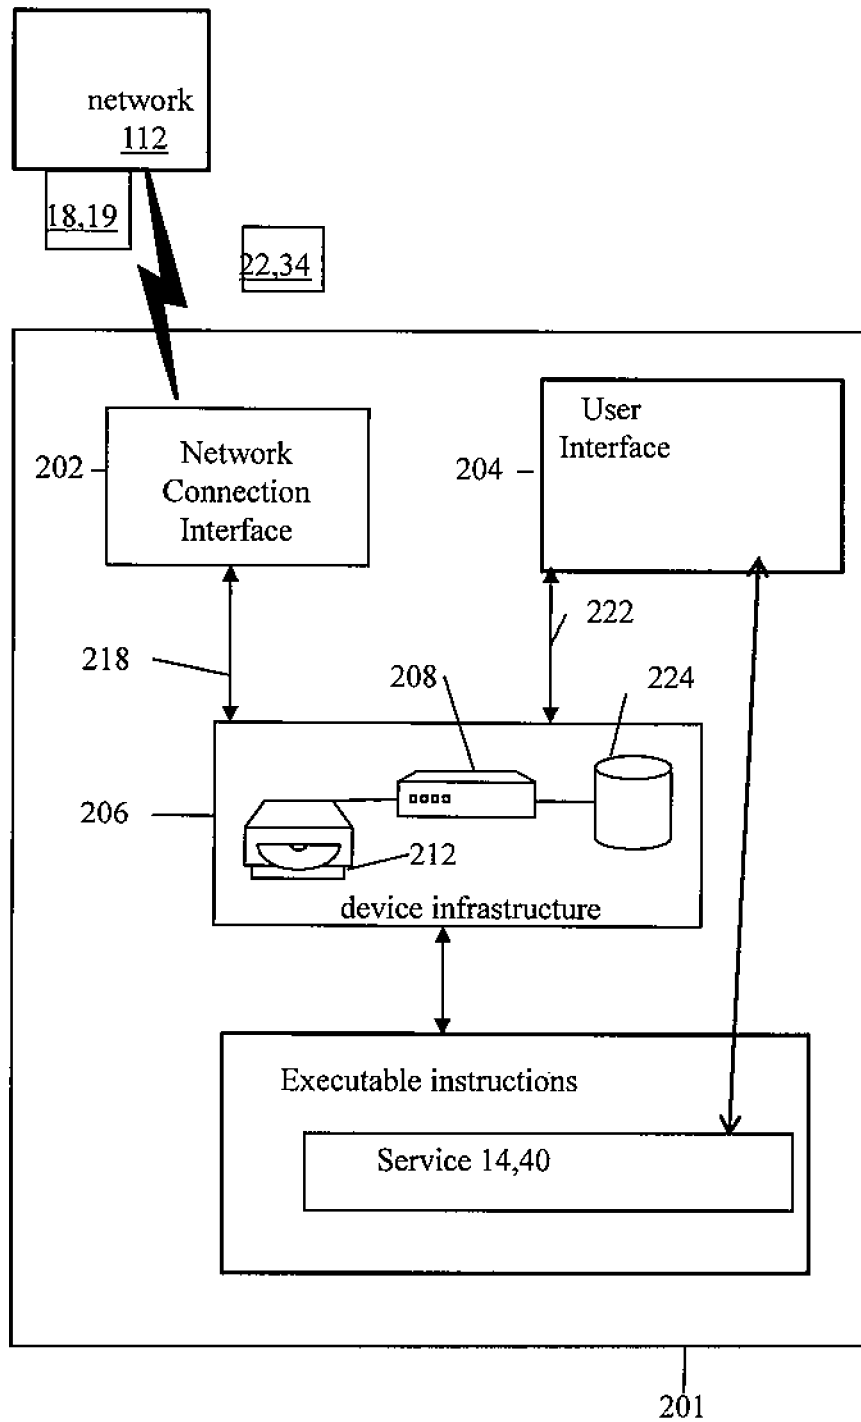 network
112
18,19
22,34
202
Network
Connection
Interface
204
User
Interface
218
222
208
224
206
212
device infrastructure
Executable instructions
Service 14,40
201